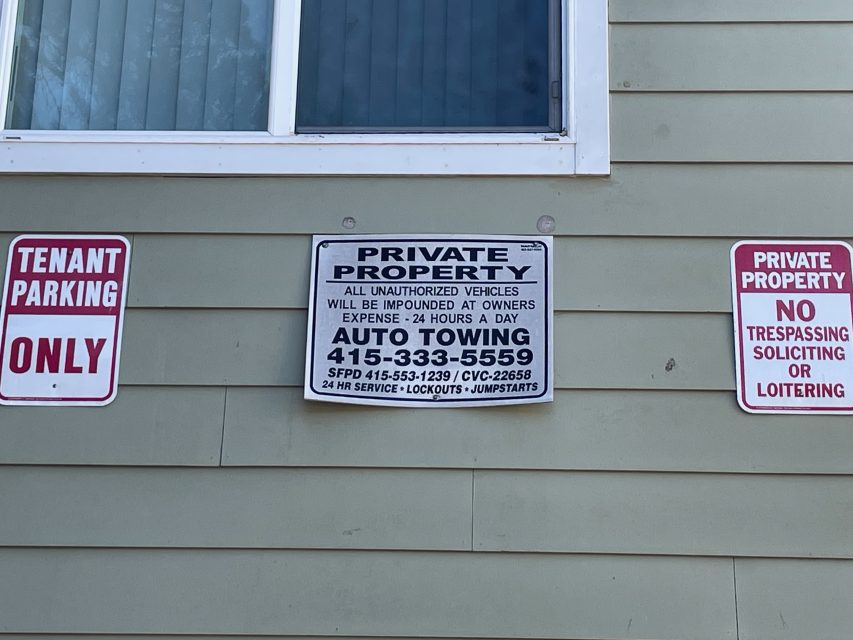 TENANT
PARKING
ONLY
PRIVATE
PROPERTY
ALL UNAUTHORIZED VEHICLES
WILL BE IMPOUNDED AT OWNERS
EXPENSE - 24 HOURS A DAY
AUTO TOWING
415-333-5559
SFPD 415-553-1239 / CVC-22658
24 HR SERVICE • LOCKOUTS • JUMPSTARTS
PRIVATE
PROPERTY
NO
TRESPASSING
SOLICITING
OR
LOITERING